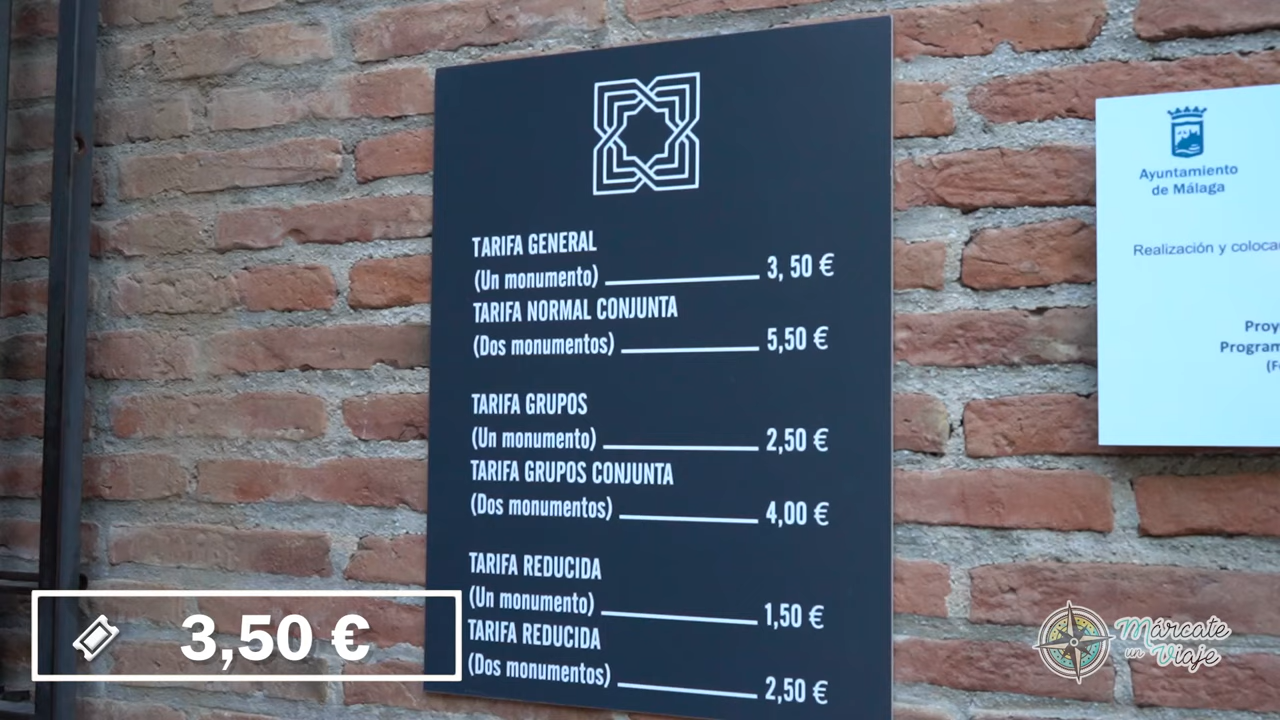 TARIFA GENERAL
(Un monumento) 3, 50 €
TARIFA NORMAL CONJUNTA
(Dos monumentos) 5,50 €
TARIFA GRUPOS
(Un monumento) 2,50 €
TARIFA GRUPOS CONJUNTA
(Dos monumentos) 4,00 €
TARIFA REDUCIDA
(Un monumento) 1,50 €
TARIFA REDUCIDA
(Dos monumentos) 2,50 €
Ayuntamiento
de Málaga
Realización y coloca
Proy
Program
3,50 €
Márcate
un Viaje